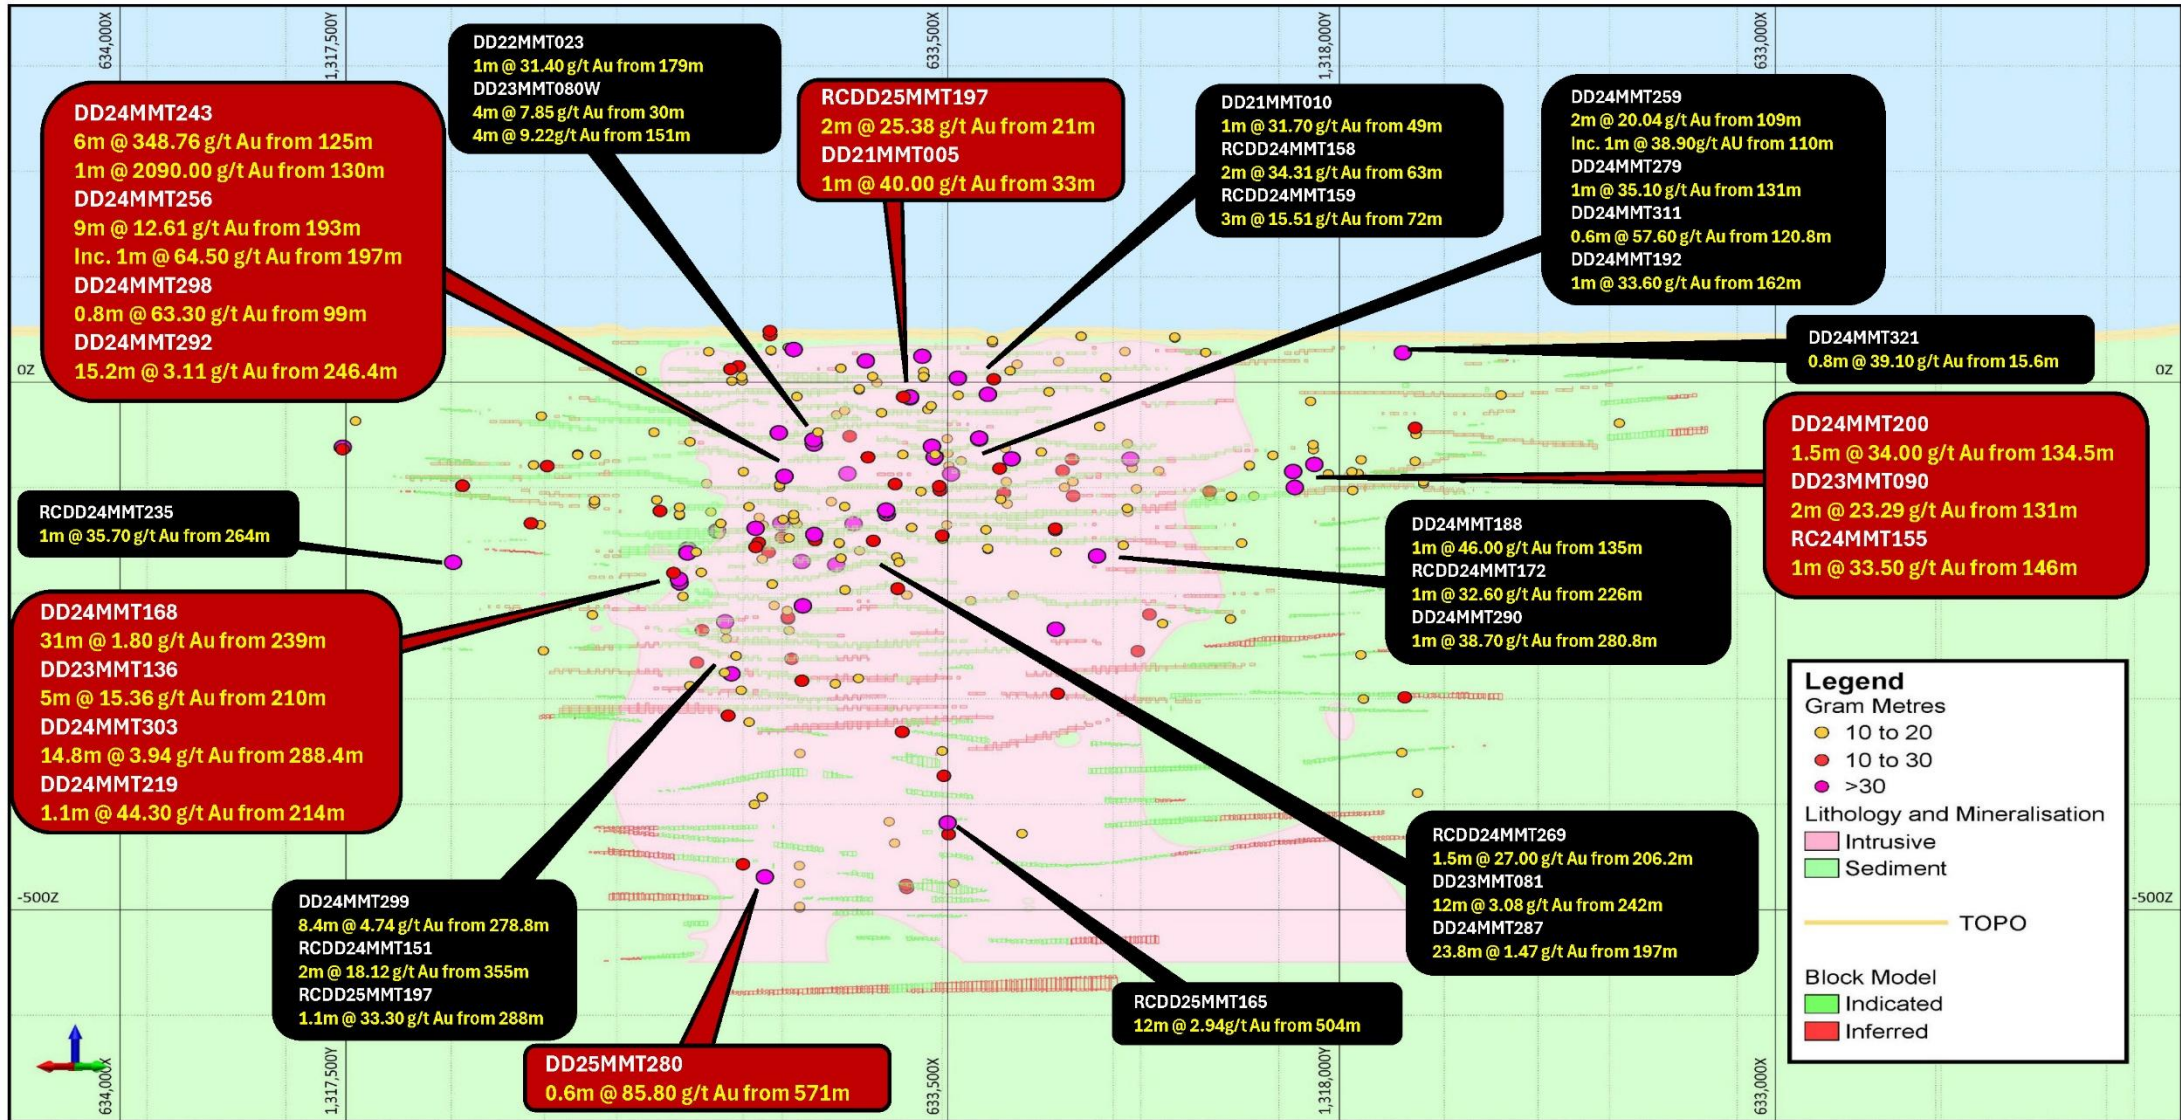 634,000X
1,317,500Y
633,500X
1,318,000Y
633,000X
DD22MMT023
1m @ 31.40 g/t Au from 179m
DD23MMT080W
4m @ 7.85 g/t Au from 30m
4m @ 9.22g/t Au from 151m
DD24MMT243
6m @ 348.76 g/t Au from 125m
1m @ 2090.00 g/t Au from 130m
DD24MMT256
9m @ 12.61 g/t Au from 193m
Inc. 1m @ 64.50 g/t Au from 197m
DD24MMT298
0.8m @ 63.30 g/t Au from 99m
DD24MMT292
15.2m @ 3.11 g/t Au from 246.4m
RCDD25MMT197
2m @ 25.38 g/t Au from 21m
DD21MMT005
1m @ 40.00 g/t Au from 33m
DD21MMT010
1m @ 31.70 g/t Au from 49m
RCDD24MMT158
2m @ 34.31 g/t Au from 63m
RCDD24MMT159
3m @ 15.51 g/t Au from 72m
DD24MMT259
2m @ 20.04 g/t Au from 109m
Inc. 1m @ 38.90g/t AU from 110m
DD24MMT279
1m @ 35.10 g/t Au from 131m
DD24MMT311
0.6m @ 57.60 g/t Au from 120.8m
DD24MMT192
1m @ 33.60 g/t Au from 162m
DD24MMT321
0.8m @ 39.10 g/t Au from 15.6m
0Z
0Z
DD24MMT200
1.5m @ 34.00 g/t Au from 134.5m
DD23MMT090
2m @ 23.29 g/t Au from 131m
RC24MMT155
1m @ 33.50 g/t Au from 146m
RCDD24MMT235
1m @ 35.70 g/t Au from 264m
DD24MMT188
1m @ 46.00 g/t Au from 135m
RCDD24MMT172
1m @ 32.60 g/t Au from 226m
DD24MMT290
1m @ 38.70 g/t Au from 280.8m
DD24MMT168
31m @ 1.80 g/t Au from 239m
DD23MMT136
5m @ 15.36 g/t Au from 210m
DD24MMT303
14.8m @ 3.94 g/t Au from 288.4m
DD24MMT219
1.1m @ 44.30 g/t Au from 214m
Legend
Gram Metres
10 to 20
10 to 30
>30
Lithology and Mineralisation
Intrusive
Sediment
TOPO
Block Model
Indicated
Inferred
RCDD24MMT269
1.5m @ 27.00 g/t Au from 206.2m
DD23MMT081
12m @ 3.08 g/t Au from 242m
DD24MMT287
23.8m @ 1.47 g/t Au from 197m
-500Z
-500Z
DD24MMT299
8.4m @ 4.74 g/t Au from 278.8m
RCDD24MMT151
2m @ 18.12 g/t Au from 355m
RCDD25MMT197
1.1m @ 33.30 g/t Au from 288m
RCDD25MMT165
12m @ 2.94g/t Au from 504m
DD25MMT280
0.6m @ 85.80 g/t Au from 571m
634,000X
1,317,500Y
633,500X
1,318,000Y
633,000X